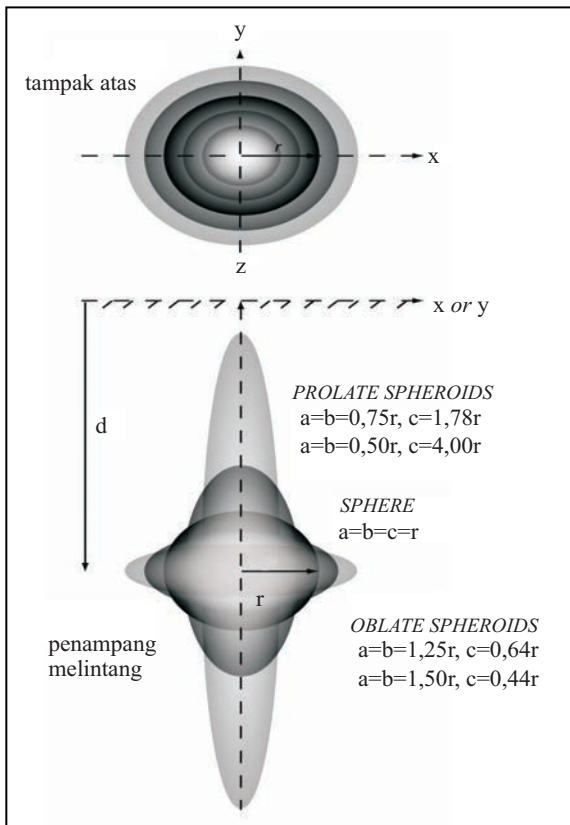 y
tampak atas
r
x
z
x or y
d
PROLATE SPHEROIDS
a=b=0,75r, c=1,78r
a=b=0,50r, c=4,00r
SPHERE
a=b=c=r
r
penampang
melintang
OBLATE SPHEROIDS
a=b=1,25r, c=0,64r
a=b=1,50r, c=0,44r